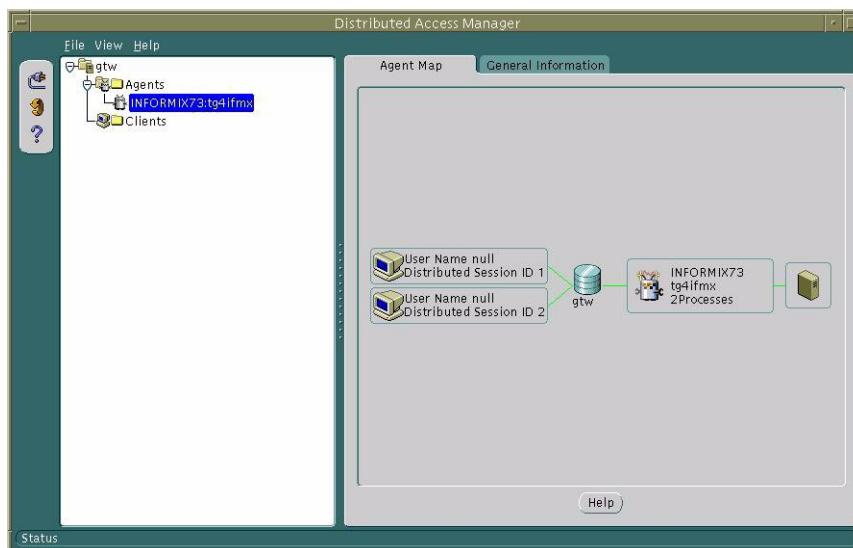 Distributed Access Manager
File View Help
gtw
Agents
INFORMIX73:tg4ifmx
Clients
Agent Map
General Information
User Name null
Distributed Session ID 1
User Name null
Distributed Session ID 2
gtw
INFORMIX73
tg4ifmx
2Processes
Help
Status